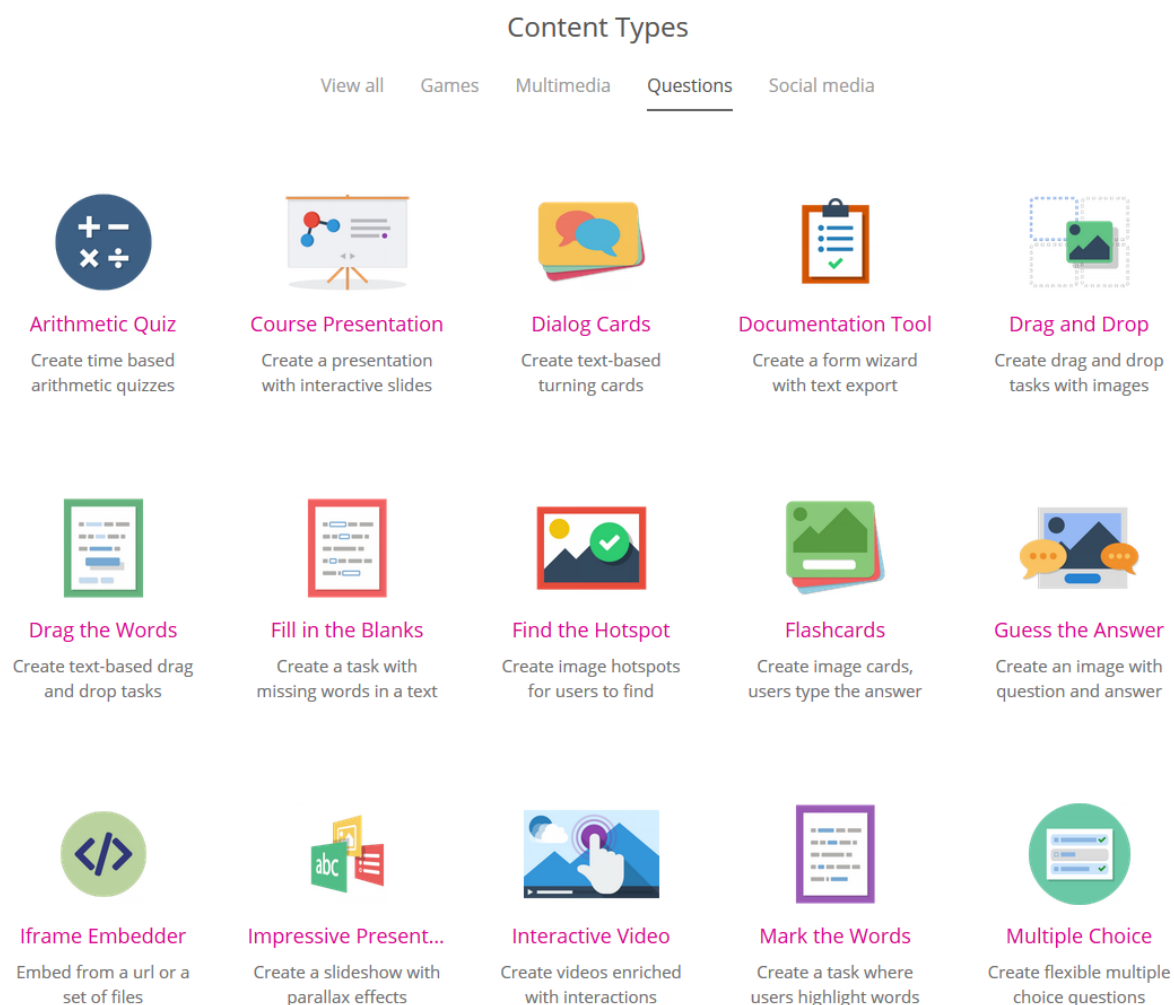 Content Types
View all Games Multimedia Questions Social media
Arithmetic Quiz
Create time based
arithmetic quizzes
Course Presentation
Create a presentation
with interactive slides
Dialog Cards
Create text-based
turning cards
Documentation Tool
Create a form wizard
with text export
Drag and Drop
Create drag and drop
tasks with images
Drag the Words
Create text-based drag
and drop tasks
Fill in the Blanks
Create a task with
missing words in a text
Find the Hotspot
Create image hotspots
for users to find
Flashcards
Create image cards,
users type the answer
Guess the Answer
Create an image with
question and answer
Iframe Embedder
Embed from a url or a
set of files
abc
Impressive Present...
Create a slideshow with
parallax effects
Interactive Video
Create videos enriched
with interactions
Mark the Words
Create a task where
users highlight words
Multiple Choice
Create flexible multiple
choice questions